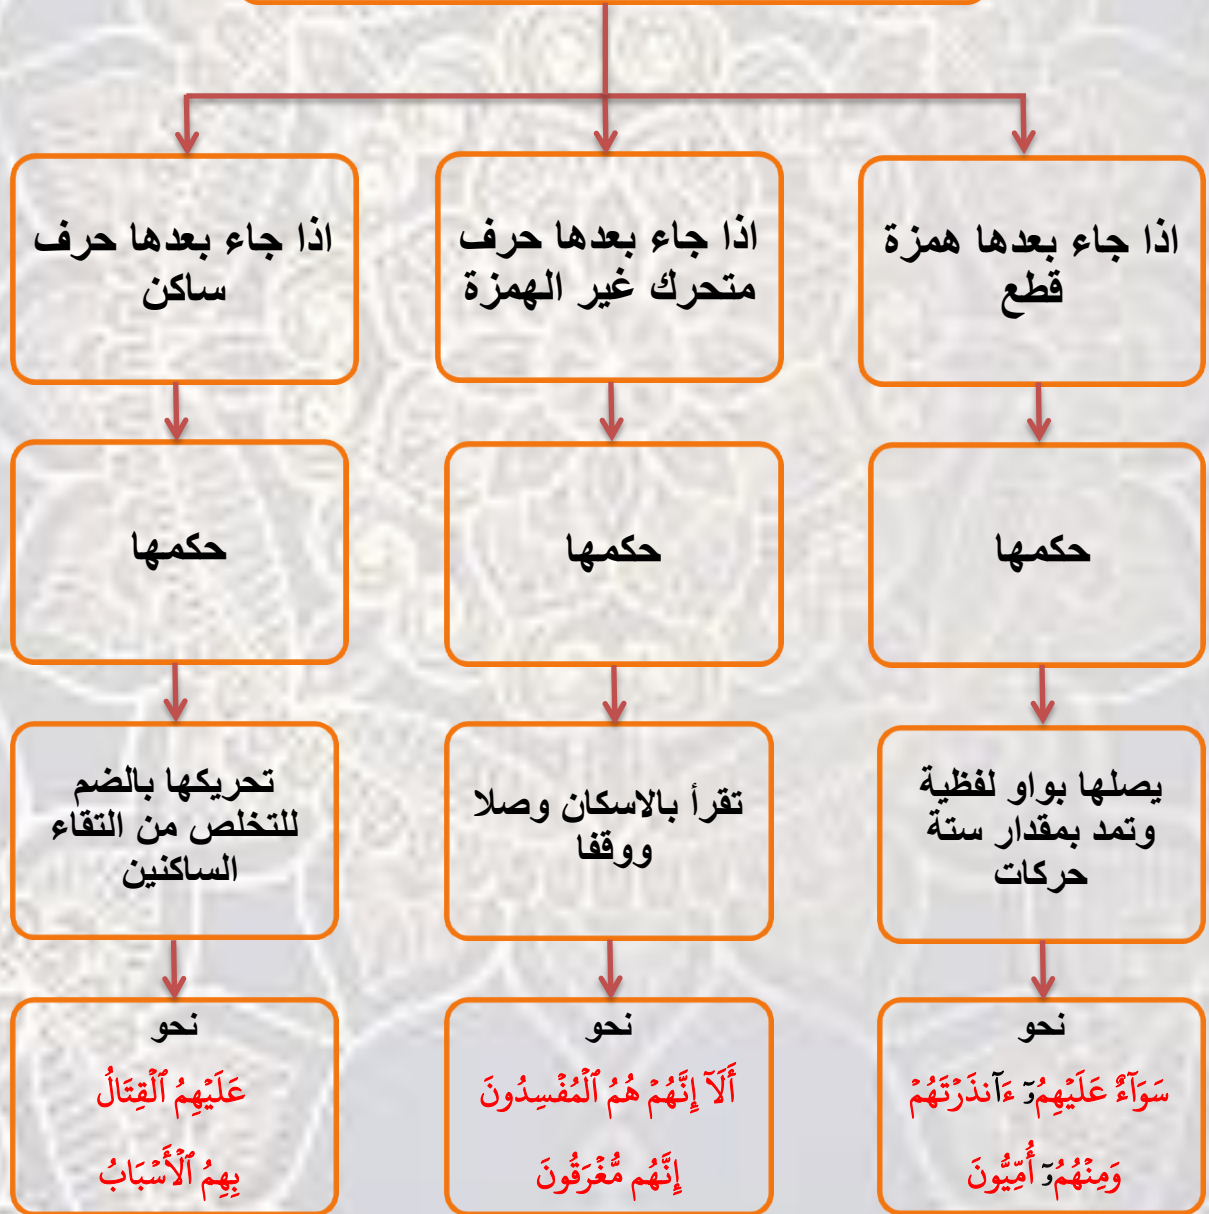 اذا جاء بعدها همزة
قطع
اذا جاء بعدها حرف
متحرك غير الهمزة
اذا جاء بعدها حرف
ساكن
حكمها
حكمها
حكمها
يصلها بواو لفظية
وتمد بمقدار ستة
حركات
تقرأ بالاسكان وصلا
ووقفا
تحريكها بالضم
للتخلص من التقاء
الساكنين
نحو
سَوَآءٌ عَلَيۡهِمُۥٓ ءَآنذَرۡتَهُمۡ
وَمِنۡهُمُۥٓ أُمِّيُّونَ
نحو
أَلَآ إِنَّهُمۡ هُمُ ٱلۡمُفۡسِدُونَ
إِنَّهُم مُّغۡرَقُونَ
نحو
عَلَيۡهِمُ ٱلۡقِتَالُ
بِهِمُ ٱلۡأَسۡبَابُ